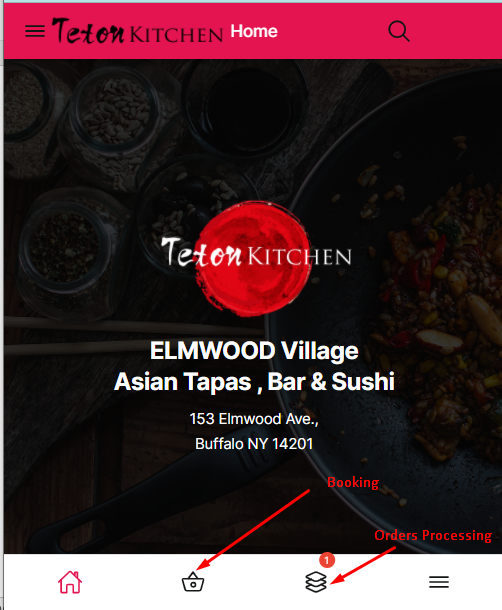 Teton KITCHEN Home
Teton KITCHEN
ELMWOOD Village
Asian Tapas , Bar & Sushi
153 Elmwood Ave.,
Buffalo NY 14201
Booking
Orders Processing
1